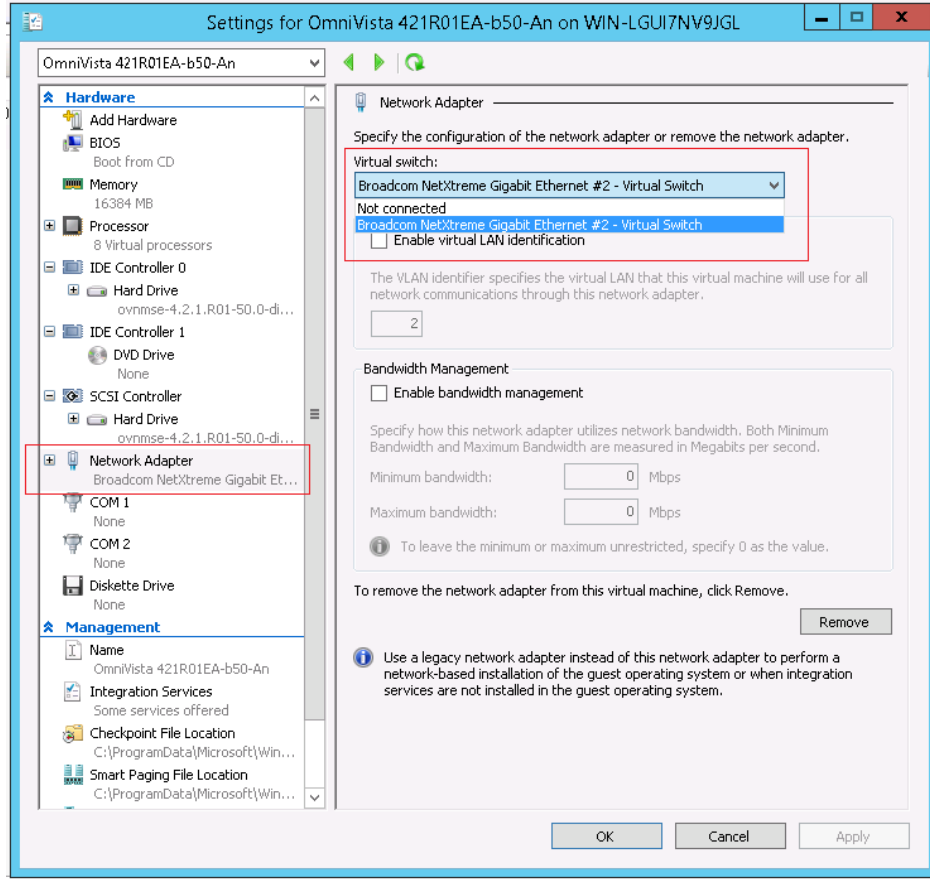 Settings for OmniVista 421R01EA-b50-An on WIN-LGUI7NV9JGL
OmniVista 421R01EA-b50-An
Hardware
Add Hardware
BIOS
Boot from CD
Memory
16384 MB
Processor
8 Virtual processors
IDE Controller 0
Hard Drive
ovnmse-4.2.1.R01-50.0-di...
IDE Controller 1
DVD Drive
None
SCSI Controller
Hard Drive
ovnmse-4.2.1.R01-50.0-di...
Network Adapter
Broadcom NetXtreme Gigabit Et...
COM 1
None
COM 2
None
Diskette Drive
None
Management
Name
OmniVista 421R01EA-b50-An
Integration Services
Some services offered
Checkpoint File Location
C:\ProgramData\Microsoft\Win...
Smart Paging File Location
C:\ProgramData\Microsoft\Win...
Network Adapter
Specify the configuration of the network adapter or remove the network adapter.
Virtual switch:
Broadcom NetXtreme Gigabit Ethernet #2 - Virtual Switch
Not connected
Broadcom NetXtreme Gigabit Ethernet #2 - Virtual Switch
Enable virtual LAN identification
The VLAN identifier specifies the virtual LAN that this virtual machine will use for all
network communications through this network adapter.
2
Bandwidth Management
Enable bandwidth management
Specify how this network adapter utilizes network bandwidth. Both Minimum
Bandwidth and Maximum Bandwidth are measured in Megabits per second.
Minimum bandwidth: 0 Mbps
Maximum bandwidth: 0 Mbps
To leave the minimum or maximum unrestricted, specify 0 as the value.
To remove the network adapter from this virtual machine, click Remove.
Remove
Use a legacy network adapter instead of this network adapter to perform a
network-based installation of the guest operating system or when integration
services are not installed in the guest operating system.
OK Cancel Apply